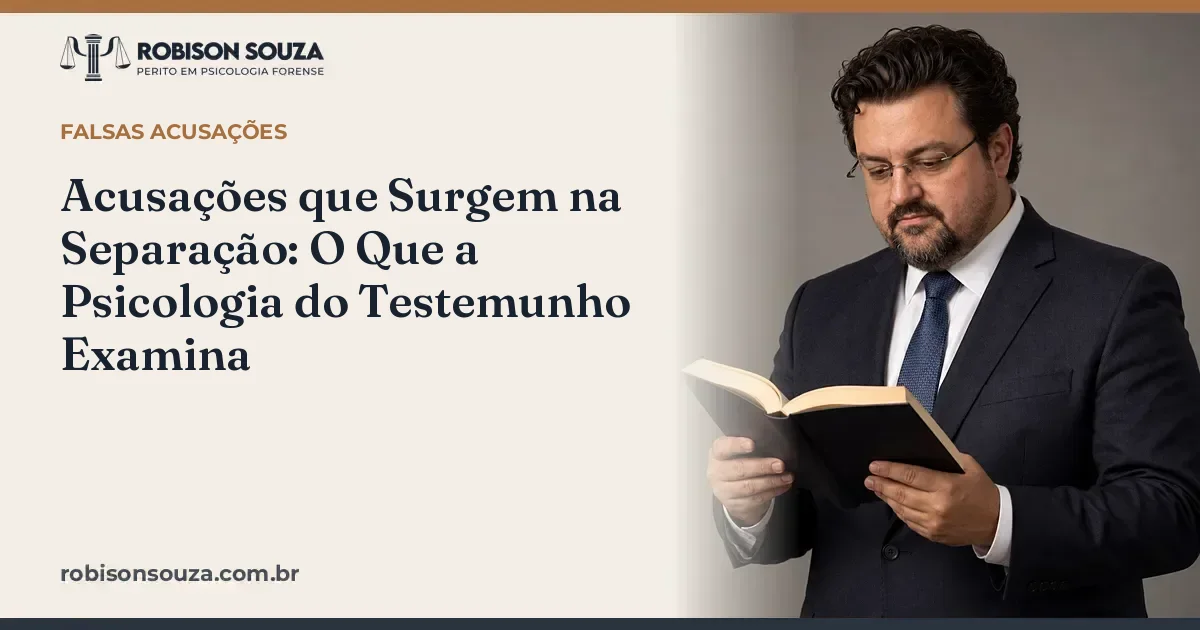 ROBISON SOUZA
PERITO EM PSICOLOGIA FORENSE
FALSAS ACUSAÇÕES
Acusações que Surgem na
Separação: O Que a
Psicologia do Testemunho
Examina
robisonsouza.com.br